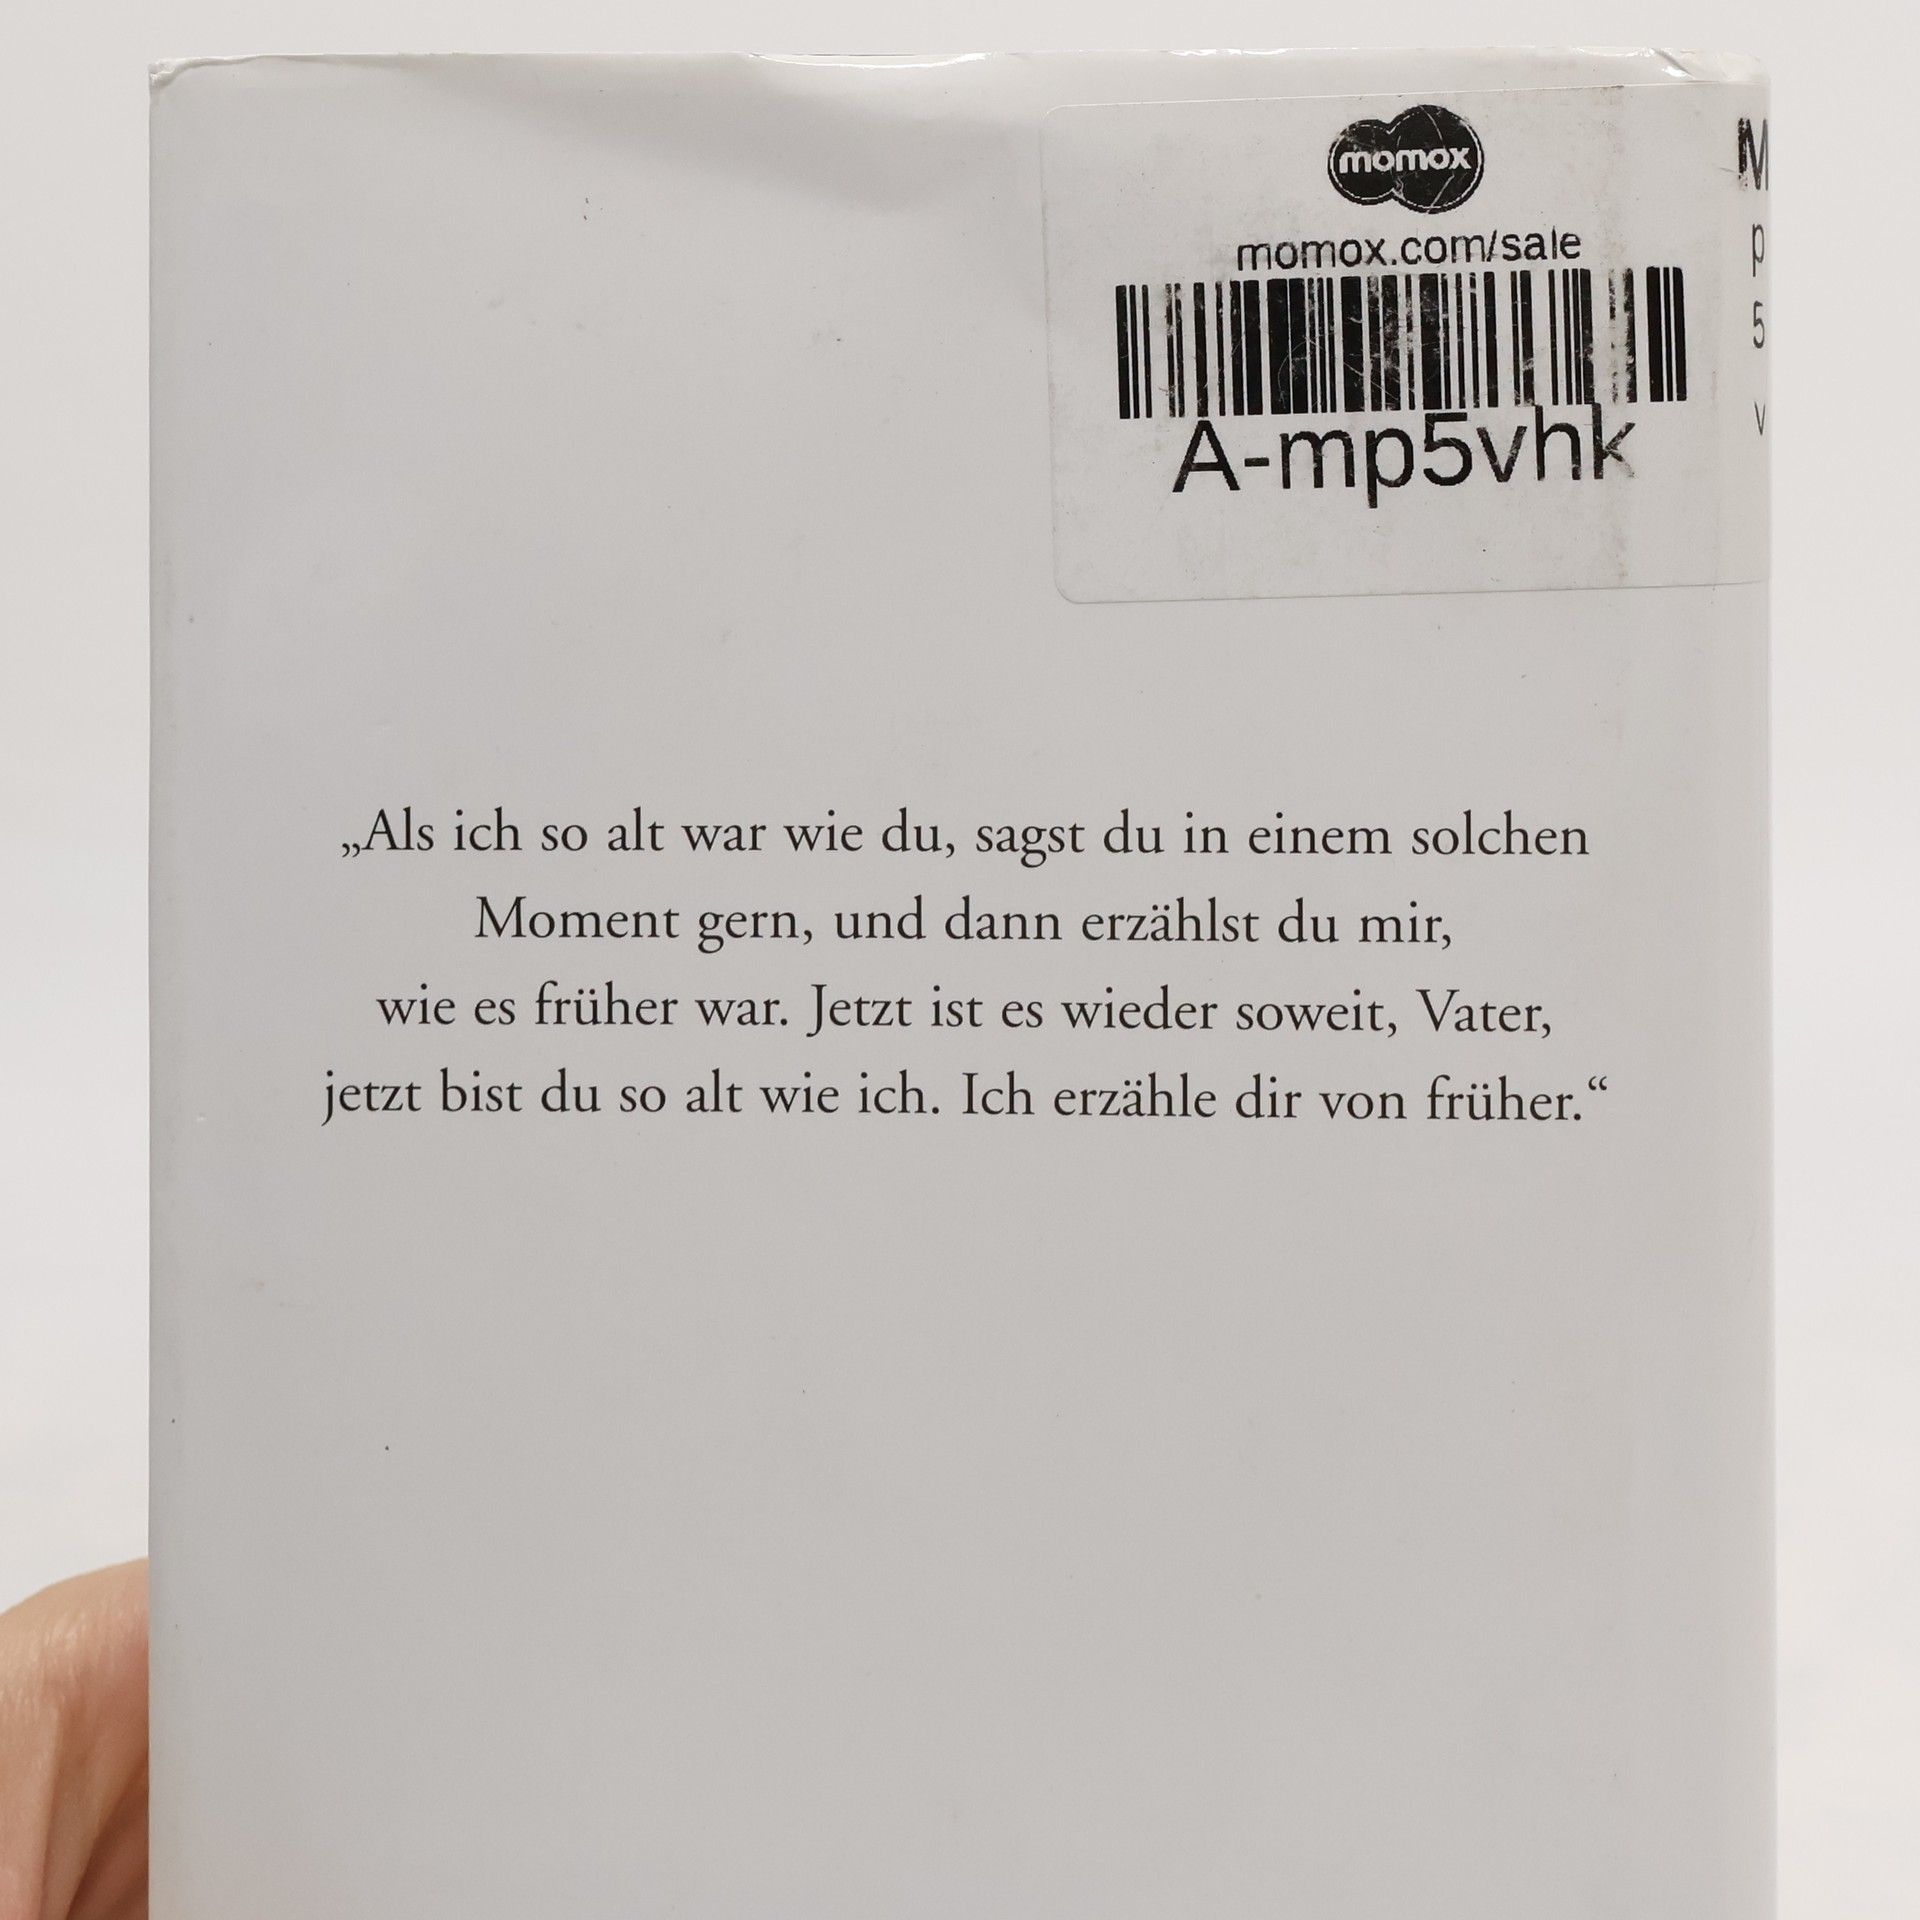 momox
momox.com/sale
A-mp5vhk
M
p
5
v
„Als ich so alt war wie du, sagst du in einem solchen
Moment gern, und dann erzählst du mir,
wie es früher war. Jetzt ist es wieder soweit, Vater,
jetzt bist du so alt wie ich. Ich erzähle dir von früher.“